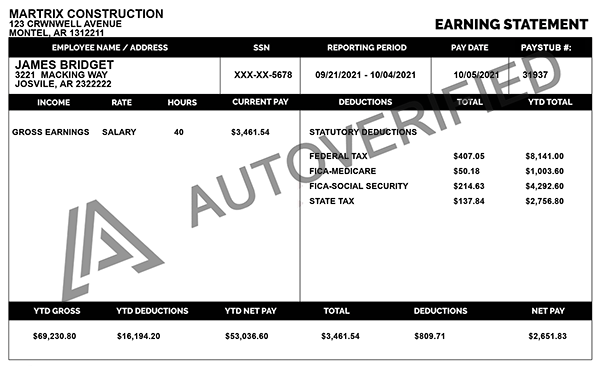 MARTRIX CONSTRUCTION
123 CRWNWELL AVENUE
MONTEL, AR 1312211
EARNING STATEMENT
EMPLOYEE NAME / ADDRESS SSN REPORTING PERIOD PAY DATE PAYSTUB #:
JAMES BRIDGET
3221 MACKING WAY
JOSVILE, AR 2322222
XXX-XX-5678 09/21/2021 - 10/04/2021 10/05/2021 31937
INCOME RATE HOURS CURRENT PAY DEDUCTIONS TOTAL YTD TOTAL
GROSS EARNINGS SALARY 40 $3,461.54 STATUTORY DEDUCTIONS
FEDERAL TAX $407.05 $8,141.00
FICA-MEDICARE $50.18 $1,003.60
FICA-SOCIAL SECURITY $214.63 $4,292.60
STATE TAX $137.84 $2,756.80
AUTOVERIFIED
YTD GROSS YTD DEDUCTIONS YTD NET PAY TOTAL DEDUCTIONS NET PAY
$69,230.80 $16,194.20 $53,036.60 $3,461.54 $809.71 $2,651.83